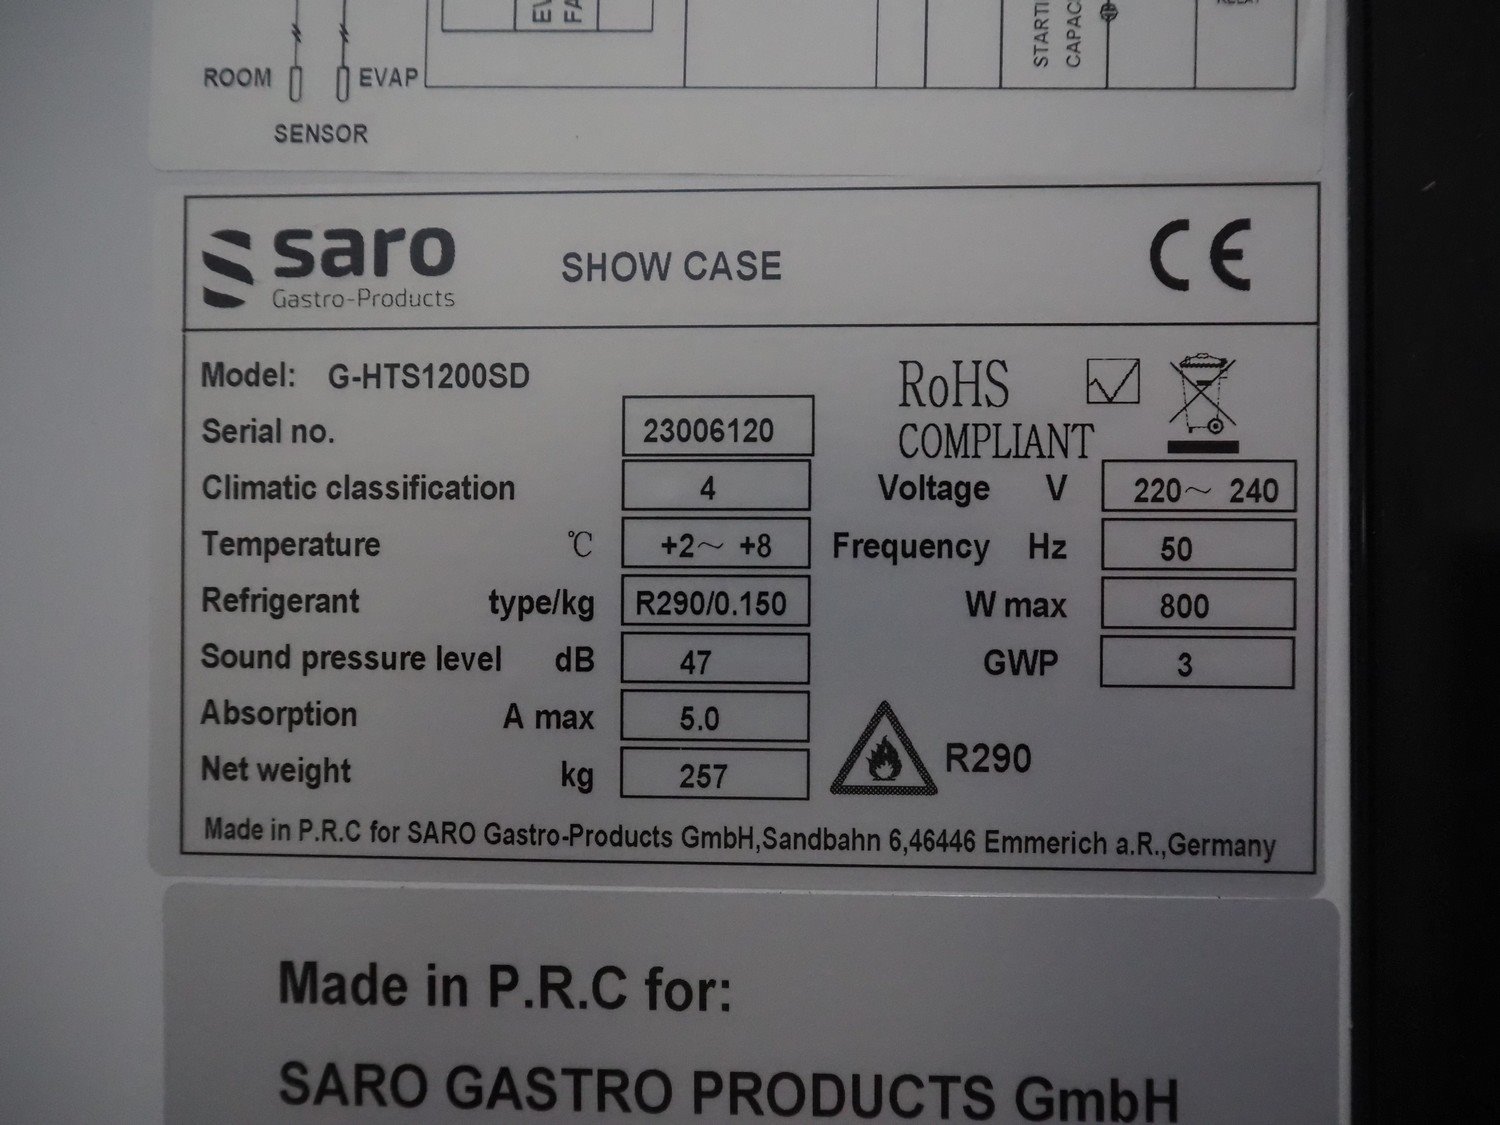 STARTI
CAPAC
ROOM
EVAP
SENSOR
saro
Gastro-Products
SHOW CASE
CE
Model: G-HTS1200SD
RoHS
COMPLIANT
Serial no. 23006120
Climatic classification 4
Voltage V 220~ 240
Temperature ℃ +2~ +8
Frequency Hz 50
Refrigerant type/kg R290/0.150
W max 800
Sound pressure level dB 47
GWP 3
Absorption A max 5.0
R290
Net weight kg 257
Made in P.R.C for SARO Gastro-Products GmbH,Sandbahn 6,46446 Emmerich a.R.,Germany
Made in P.R.C for:
SARO GASTRO PRODUCTS GmbH